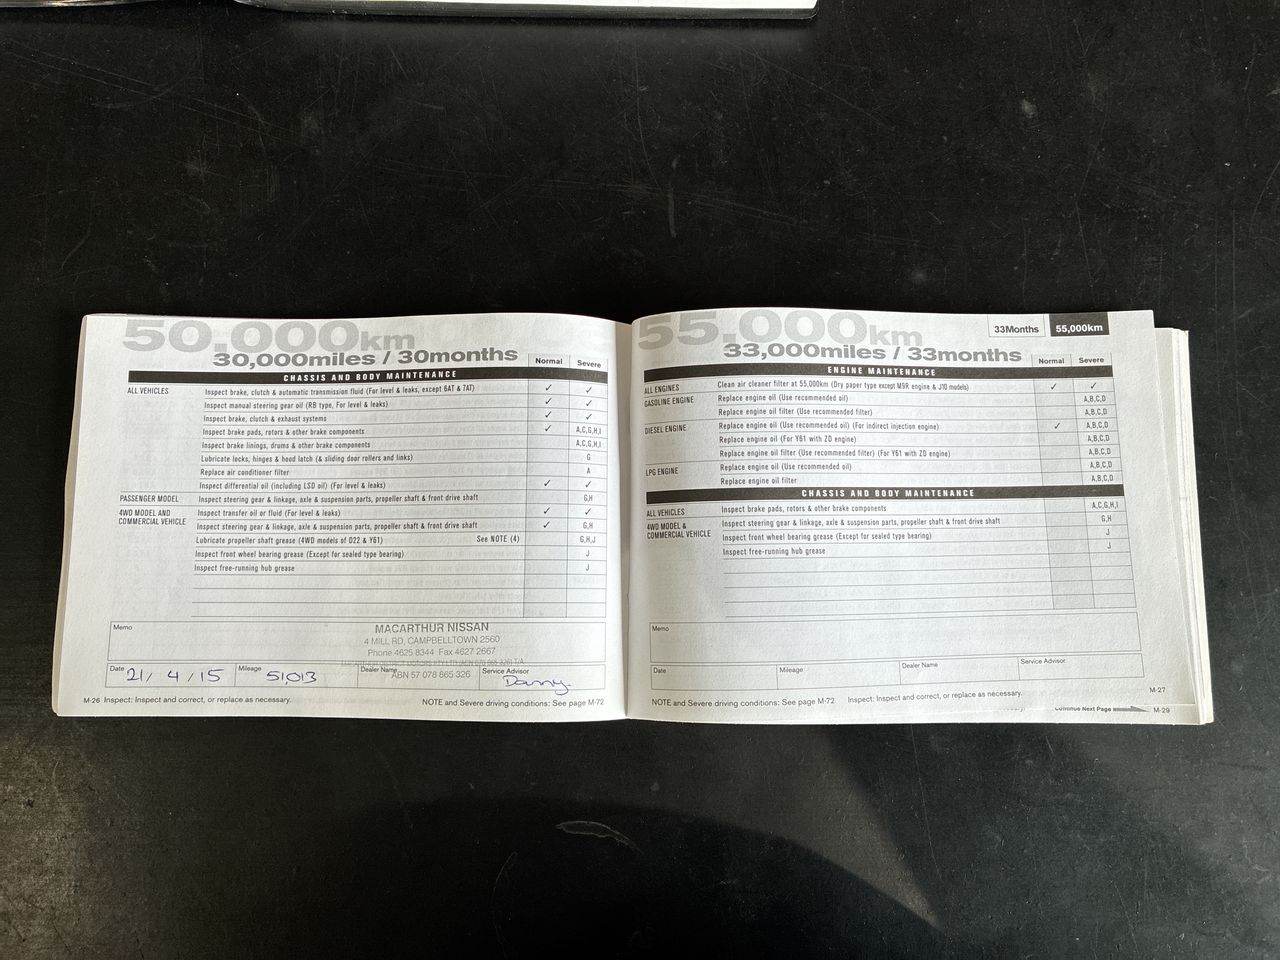 50,000km
30,000miles / 30months
Normal Severe
CHASSIS AND BODY MAINTENANCE
ALL VEHICLES Inspect brake, clutch & automatic transmission fluid (For level & leaks, except 6AT & 7AT) ✓ ✓
Inspect manual steering gear oil (RB type, For level & leaks) ✓ ✓
Inspect brake, clutch & exhaust systems ✓ ✓
Inspect brake pads, rotors & other brake components ✓ A,C,G,H,I
Inspect brake linings, drums & other brake components A,C,G,H,I
Lubricate locks, hinges & hood latch (& sliding door rollers and links) G
Replace air conditioner filter A
Inspect differential oil (including LSD oil) (For level & leaks) ✓ ✓
PASSENGER MODEL Inspect steering gear & linkage, axle & suspension parts, propeller shaft & front drive shaft G,H
4WD MODEL AND Inspect transfer oil or fluid (For level & leaks) ✓ ✓
COMMERCIAL VEHICLE Inspect steering gear & linkage, axle & suspension parts, propeller shaft & front drive shaft ✓ G,H
Lubricate propeller shaft grease (4WD models of D22 & Y61) See NOTE (4) G,H,J
Inspect front wheel bearing grease (Except for sealed type bearing) J
Inspect free-running hub grease J
Memo
MACARTHUR NISSAN
4 MILL RD, CAMPBELLTOWN 2560
Phone 4625 8344 Fax 4627 2667
ABN 57 078 865 326
Date 21/ 4 /15 Mileage 51,013 Dealer Name Service Advisor Danny
M-26 Inspect: Inspect and correct, or replace as necessary. NOTE and Severe driving conditions: See page M-72
55,000km
33Months 55,000km
33,000miles / 33months
Normal Severe
ENGINE MAINTENANCE
ALL ENGINES Clean air cleaner filter at 55,000km (Dry paper type except M9R engine & J10 models) ✓ ✓
GASOLINE ENGINE Replace engine oil (Use recommended oil) A,B,C,D
Replace engine oil filter (Use recommended filter) A,B,C,D
DIESEL ENGINE Replace engine oil (Use recommended oil) (For indirect injection engine) ✓ A,B,C,D
Replace engine oil (For Y61 with ZD engine) A,B,C,D
Replace engine oil filter (Use recommended filter) (For Y61 with ZD engine) A,B,C,D
LPG ENGINE Replace engine oil (Use recommended oil) A,B,C,D
Replace engine oil filter A,B,C,D
CHASSIS AND BODY MAINTENANCE
ALL VEHICLES Inspect brake pads, rotors & other brake components A,C,G,H,I
4WD MODEL & Inspect steering gear & linkage, axle & suspension parts, propeller shaft & front drive shaft G,H
COMMERCIAL VEHICLE Inspect front wheel bearing grease (Except for sealed type bearing) J
Inspect free-running hub grease J
Memo
Date Mileage Dealer Name Service Advisor
M-27
NOTE and Severe driving conditions: See page M-72 Inspect: Inspect and correct, or replace as necessary.
Continue Next Page M-29